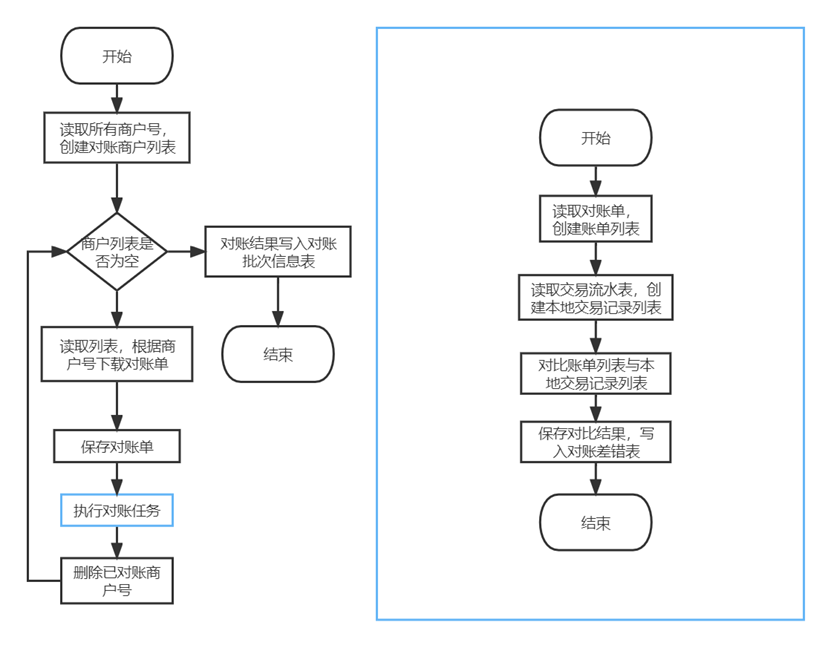 开始
读取所有商户号，
创建对账商户列表
商户列表是
否为空
对账结果写入对账
批次信息表
结束
读取列表，根据商
户号下载对账单
保存对账单
执行对账任务
删除已对账商
户号
开始
读取对账单，
创建账单列表
读取交易流水表，创
建本地交易记录列表
对比账单列表与本
地交易记录列表
保存对比结果，写
入对账差错表
结束